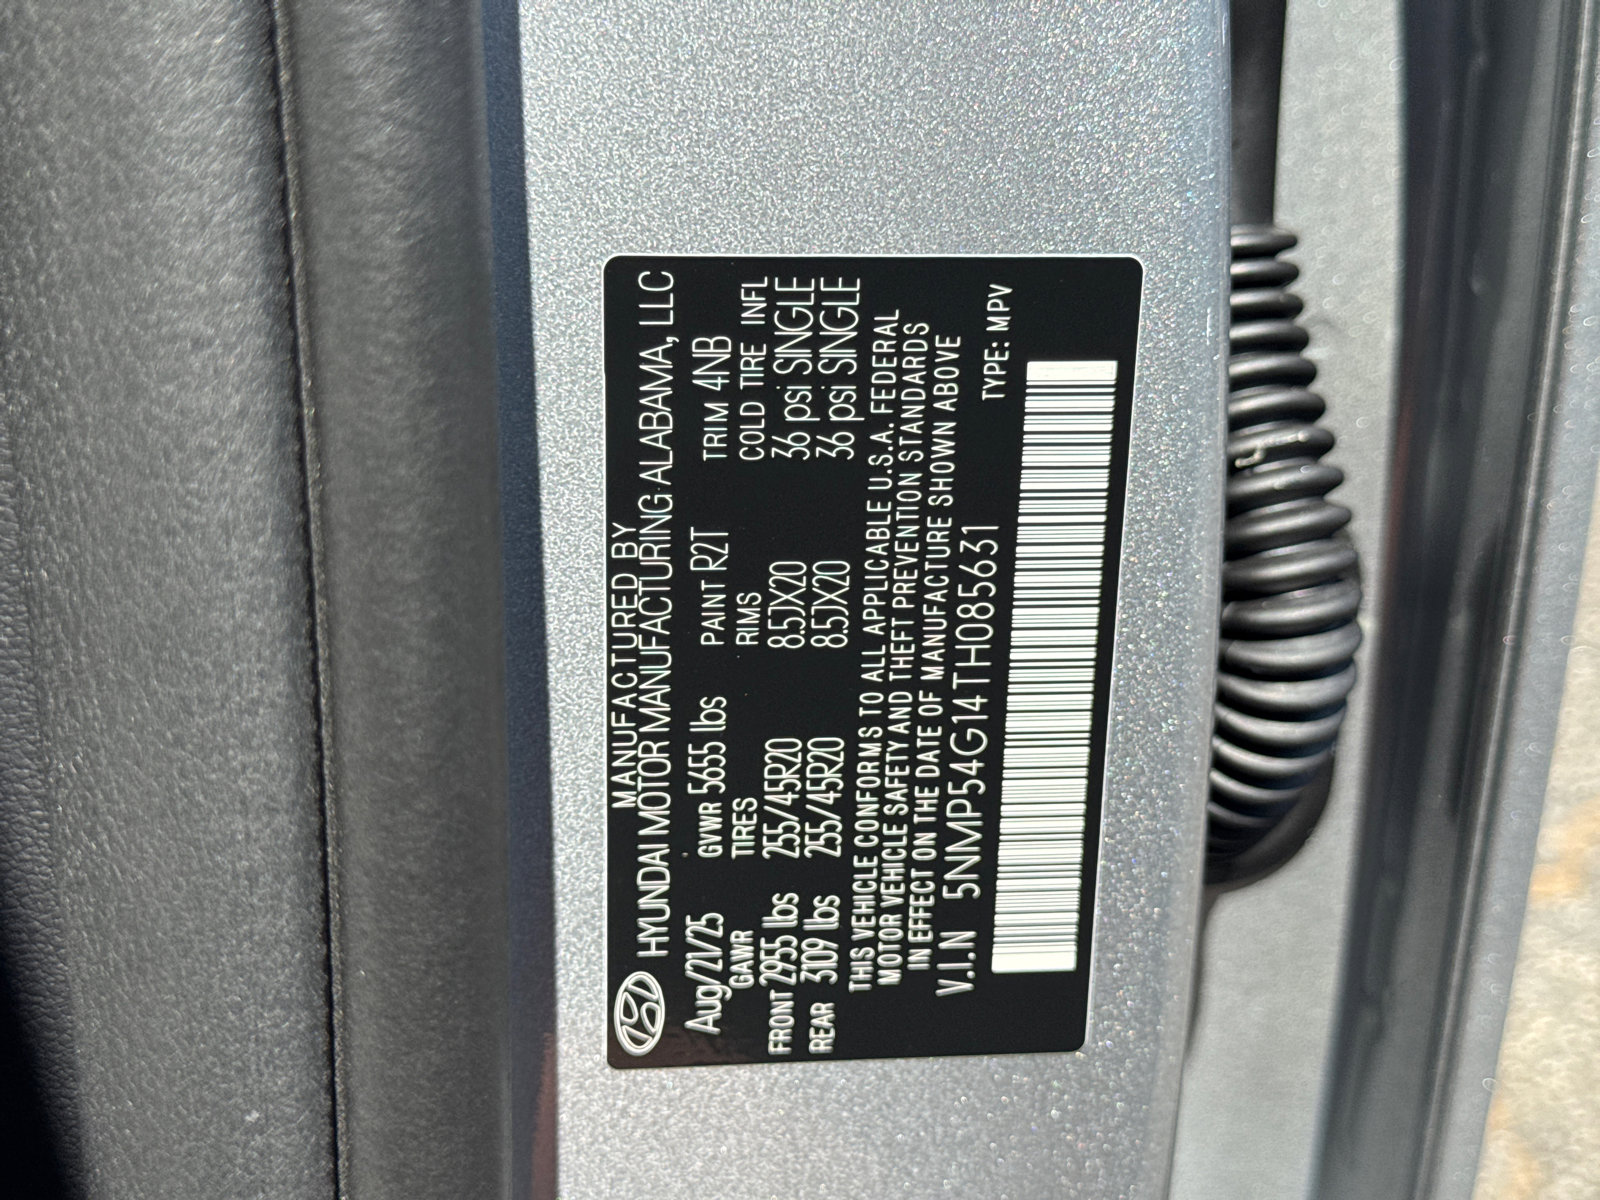 MANUFACTURED BY
HYUNDAI MOTOR MANUFACTURING ALABAMA, LLC
Aug/21/25 GVWR 5655 lbs PAINT R2T TRIM 4NB
GAWR TIRES RIMS COLD TIRE INFL
FRONT 2955 lbs 255/45R20 8.5JX20 36 psi SINGLE
REAR 3109 lbs 255/45R20 8.5JX20 36 psi SINGLE
THIS VEHICLE CONFORMS TO ALL APPLICABLE U.S.A. FEDERAL
MOTOR VEHICLE SAFETY AND THEFT PREVENTION STANDARDS
IN EFFECT ON THE DATE OF MANUFACTURE SHOWN ABOVE
V.I.N 5NMP54G14TH085631
TYPE: MPV